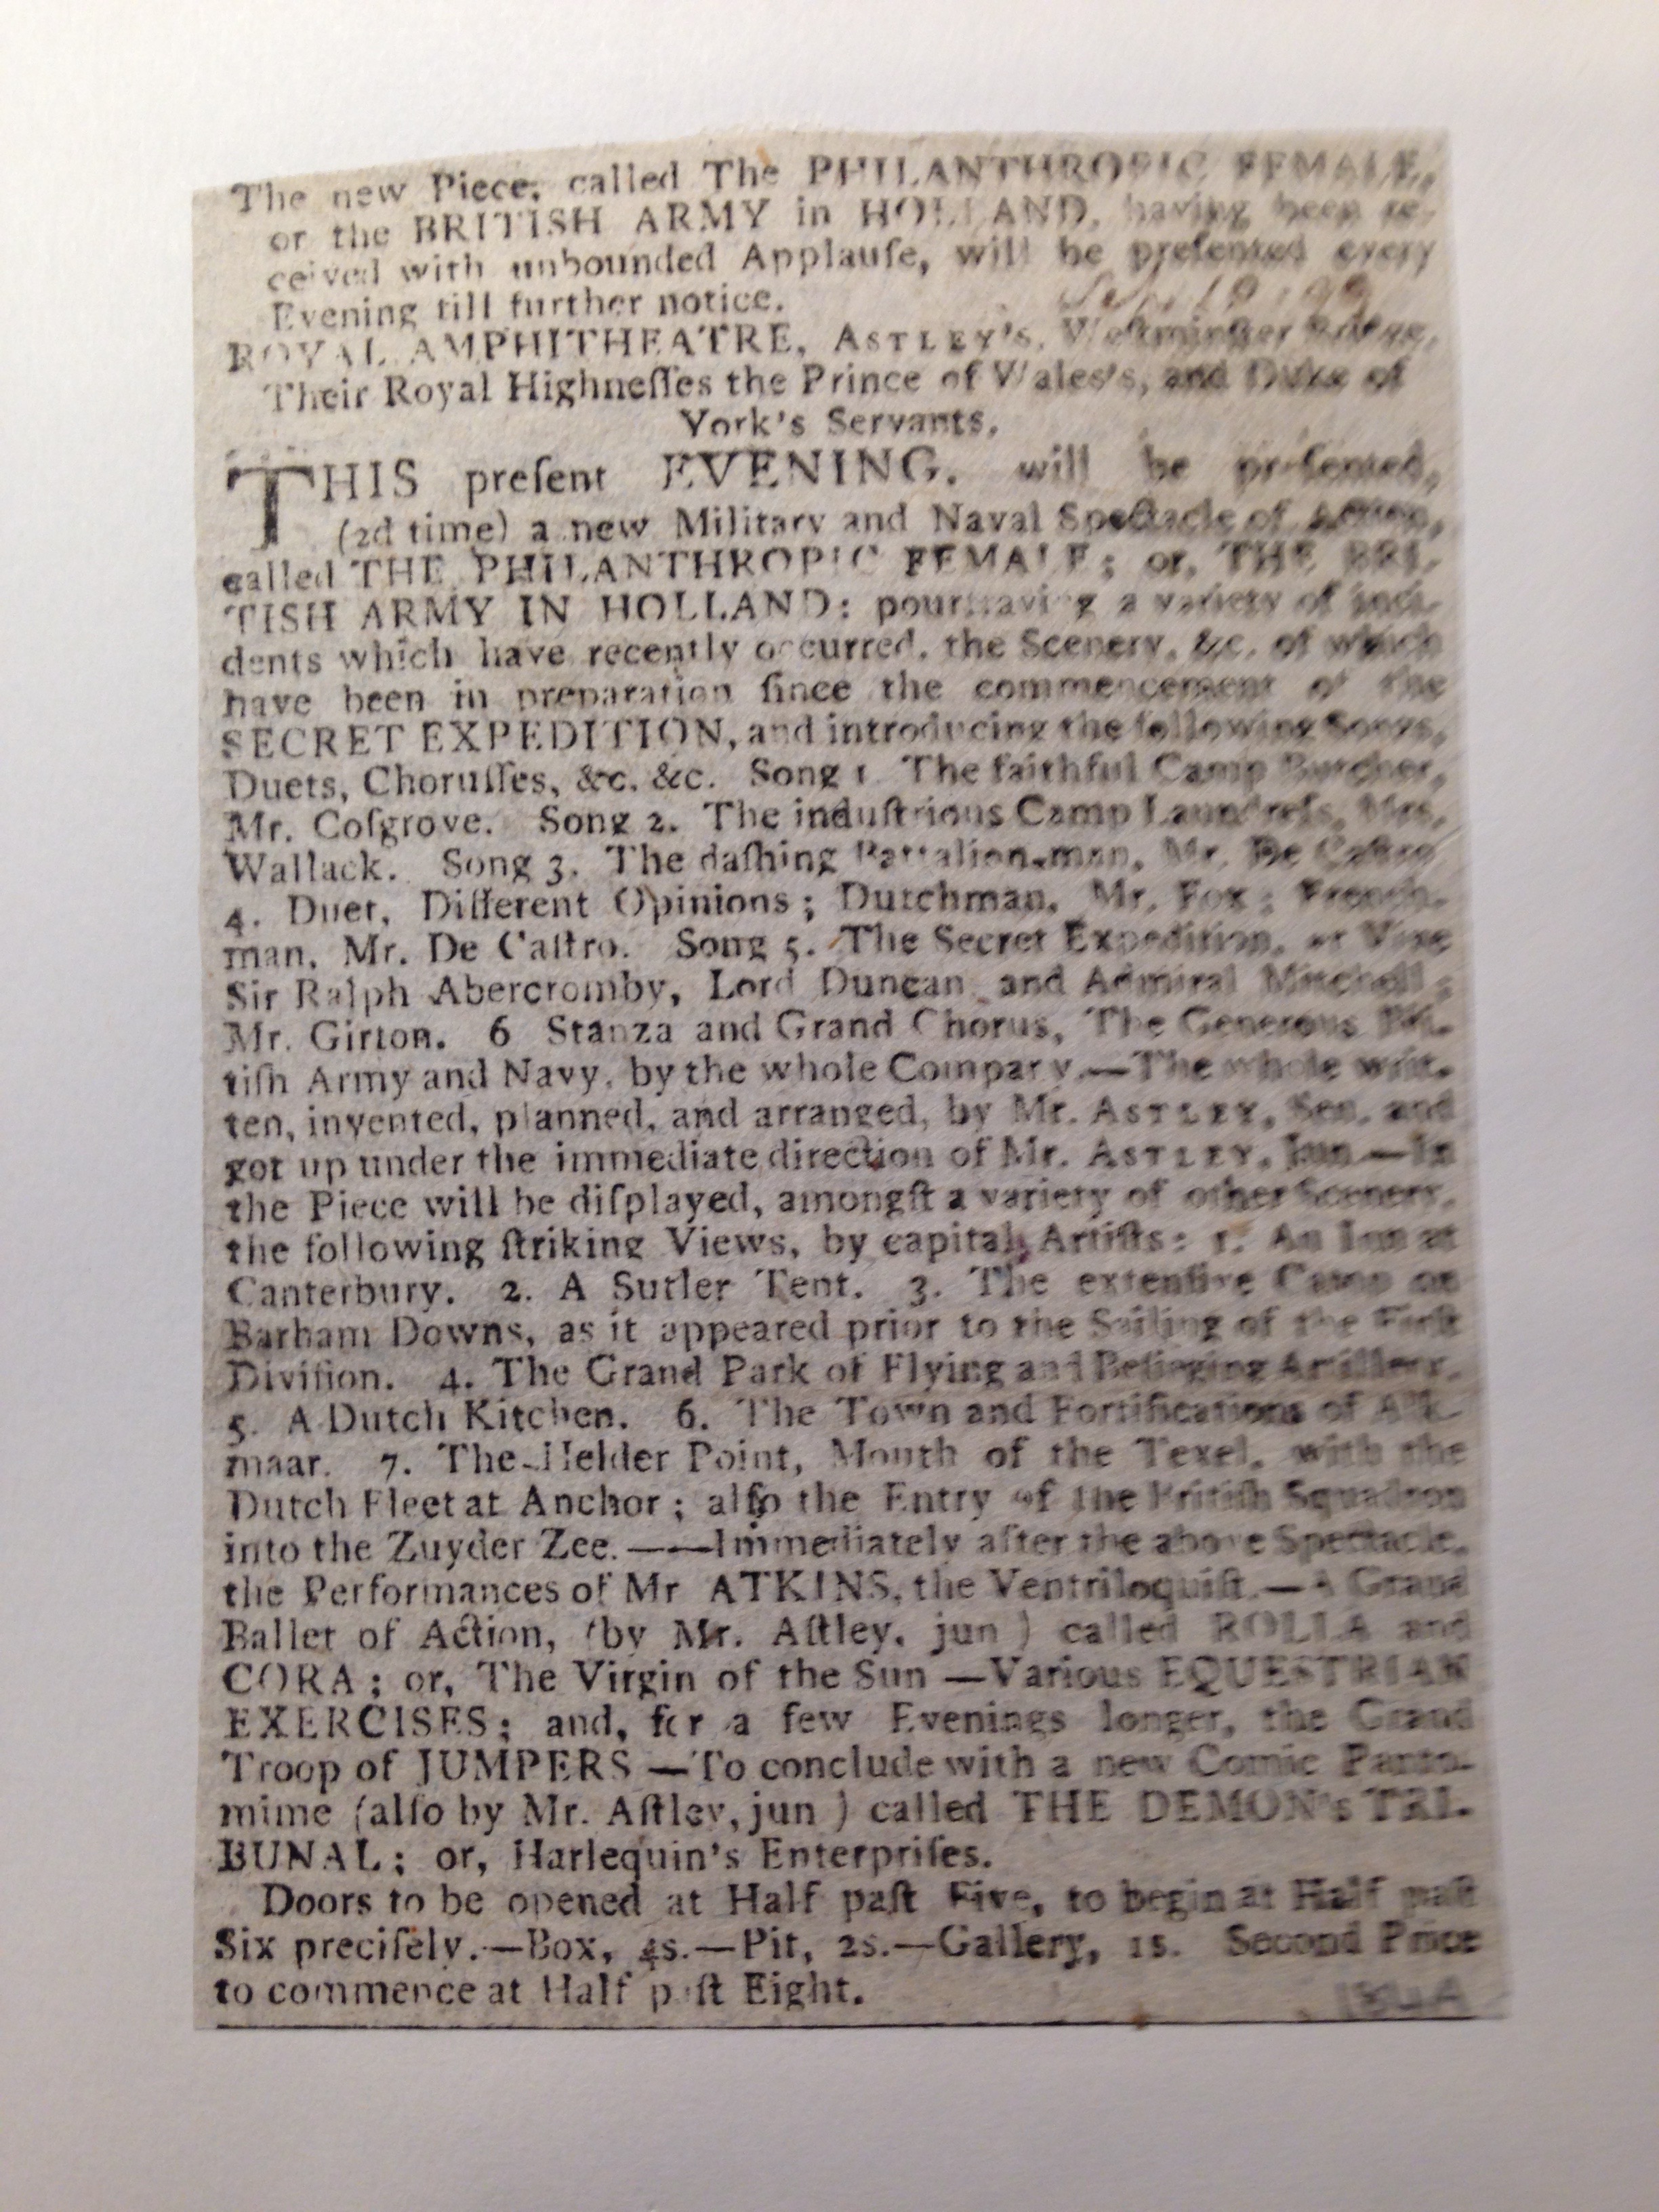 The new Piece, called The PHILANTHROPIC FEMALE,
or the BRITISH ARMY in HOLLAND, having been re-
ceived with unbounded Applauſe, will be preſented every
Evening till further notice.
19
ROYAL AMPHITHEATRE, ASTLEY's, Weſtminſter Bridge,
Their Royal Highneſſes the Prince of Wales's, and Duke of
York's Servants.
THIS preſent EVENING, will be preſented,
(2d time) a new Military and Naval Spectacle of Action,
called THE PHILANTHROPIC FEMALE; or, THE BRI-
TISH ARMY IN HOLLAND: pourtraying a variety of inci-
dents which have recently occurred, the Scenery, &c. of which
have been in preparation ſince the commencement of the
SECRET EXPEDITION, and introducing the following Songs,
Duets, Choruſſes, &c. &c. Song 1 The faithful Camp Butcher,
Mr. Coſgrove. Song 2. The induſtrious Camp Laundreſs, Mrs.
Wallack. Song 3. The daſhing Battalion-man, Mr. De Caſtro
4. Duet, Different Opinions; Dutchman, Mr. Fox; French-
man, Mr. De Caſtro. Song 5. The Secret Expedition, or
Sir Ralph Abercromby, Lord Duncan and Admiral Mitchell;
Mr. Girton. 6 Stanza and Grand Chorus, The Generous Bri-
tiſh Army and Navy, by the whole Company.—The whole writ-
ten, invented, planned, and arranged, by Mr. ASTLEY, Sen. and
got up under the immediate direction of Mr. ASTLEY, Jun.—In
the Piece will be diſplayed, amongſt a variety of other Scenery,
the following ſtriking Views, by capital Artiſts: 1. An Inn at
Canterbury. 2. A Sutler Tent. 3. The extenſive Camp on
Barham Downs, as it appeared prior to the Sailing of the Firſt
Diviſion. 4. The Grand Park of Flying and Beſieging Artillery.
5. A Dutch Kitchen. 6. The Town and Fortifications of Alk-
maar. 7. The Helder Point, Mouth of the Texel, with the
Dutch Fleet at Anchor; alſo the Entry of the Britiſh Squadron
into the Zuyder Zee.——Immediately after the above Spectacle,
the Performances of Mr ATKINS, the Ventriloquiſt.—A Grand
Ballet of Action, (by Mr. Aſtley, jun ) called ROLLA and
CORA; or, The Virgin of the Sun —Various EQUESTRIAN
EXERCISES; and, for a few Evenings longer, the Grand
Troop of JUMPERS —To conclude with a new Comic Panto-
mime (alſo by Mr. Aſtley, jun ) called THE DEMON's TRI-
BUNAL; or, Harlequin's Enterpriſes.
Doors to be opened at Half paſt Five, to begin at Half paſt
Six preciſely.—Box, 4s.—Pit, 2s.—Gallery, 1s. Second Price
to commence at Half paſt Eight.